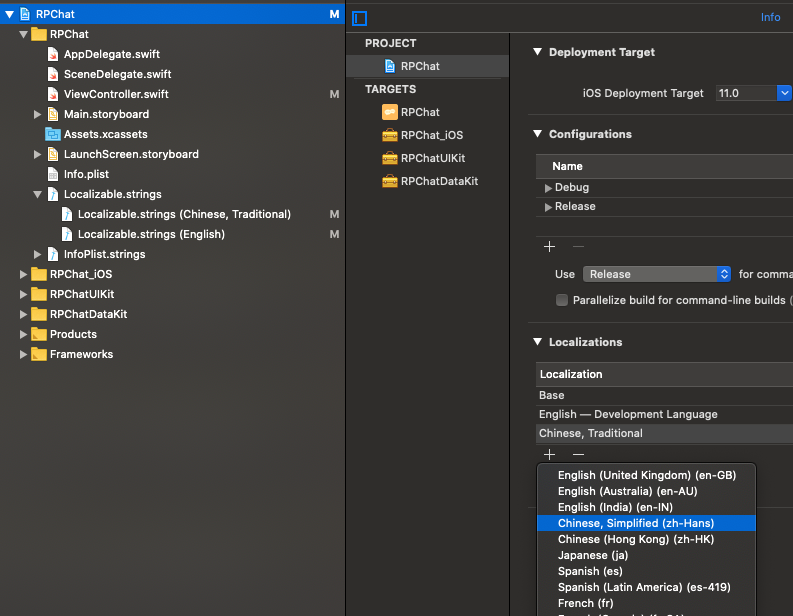 RPChat M
RPChat
AppDelegate.swift
SceneDelegate.swift
ViewController.swift M
Main.storyboard
Assets.xcassets
LaunchScreen.storyboard
Info.plist
Localizable.strings
Localizable.strings (Chinese, Traditional) M
Localizable.strings (English) M
InfoPlist.strings
RPChat_iOS
RPChatUIKit
RPChatDataKit
Products
Frameworks
Info
PROJECT
RPChat
TARGETS
RPChat
RPChat_iOS
RPChatUIKit
RPChatDataKit
Deployment Target
iOS Deployment Target 11.0
Configurations
Name
Debug
Release
Use Release for comma
Parallelize build for command-line builds (
Localizations
Localization
Base
English — Development Language
Chinese, Traditional
English (United Kingdom) (en-GB)
English (Australia) (en-AU)
English (India) (en-IN)
Chinese, Simplified (zh-Hans)
Chinese (Hong Kong) (zh-HK)
Japanese (ja)
Spanish (es)
Spanish (Latin America) (es-419)
French (fr)